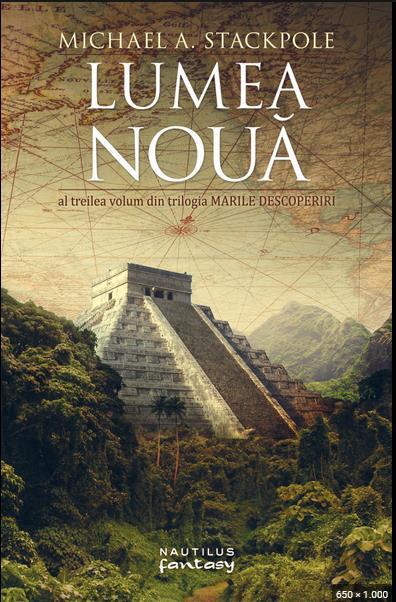 MICHAEL A. STACKPOLE
LUMEA
NOUĂ
al treilea volum din trilogia MARILE DESCOPERIRI
NAUTILUS
fantasy
650 × 1.000